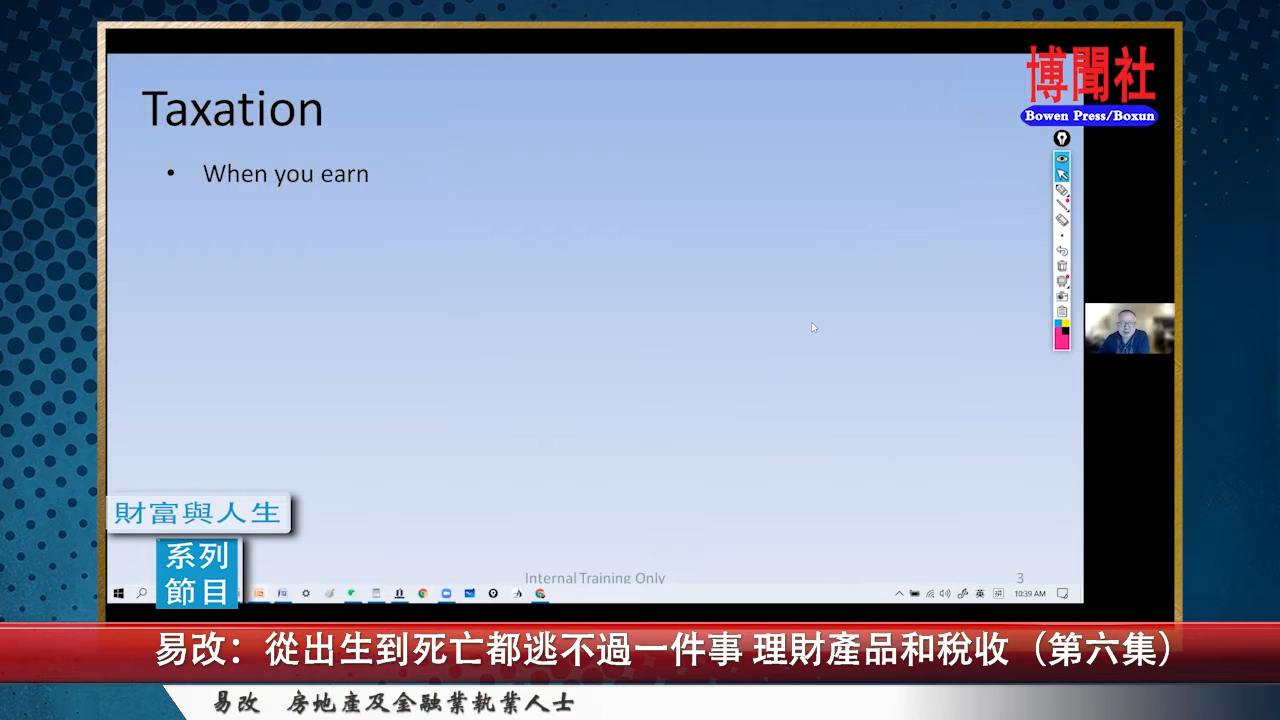 Taxation
• When you earn
博聞社
Bowen Press/Boxun
財富與人生
系列
節目
Internal Training Only
3
英
拼
10:39 AM
易改：從出生到死亡都逃不過一件事 理財產品和稅收（第六集）
易改 房地產及金融業執業人士